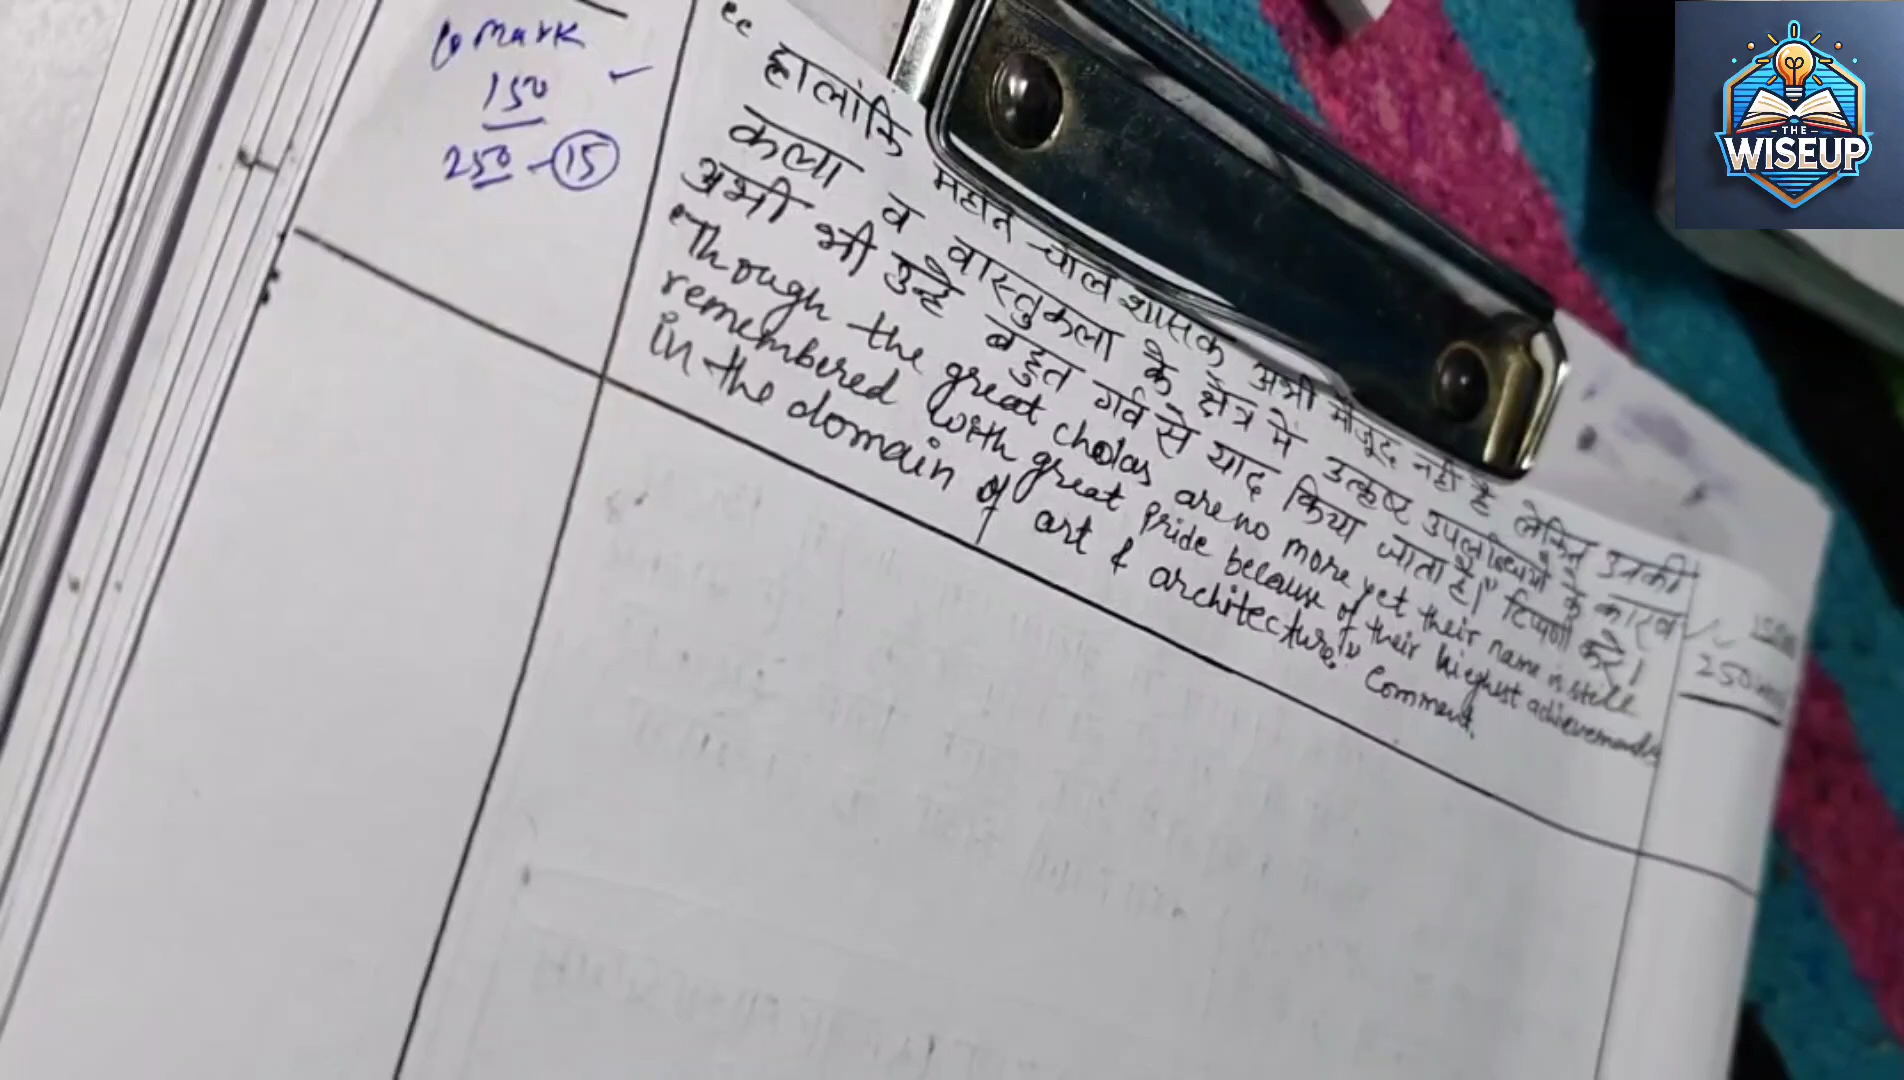 10 mark
150
250 - 15
"हालांकि महान चोल शासक अभी मौजूद नहीं है लेकिन उनकी
कला व वास्तुकला के क्षेत्र में उत्कृष्ट उपलब्धियों के कारण
अभी भी उन्हें बहुत गर्व से याद किया जाता है।" टिप्पणी करें।
"Though the great cholas are no more yet their name is still
remembered with great pride because of their highest achievements
in the domain of art & architecture." Comment.
250
THE
WISEUP